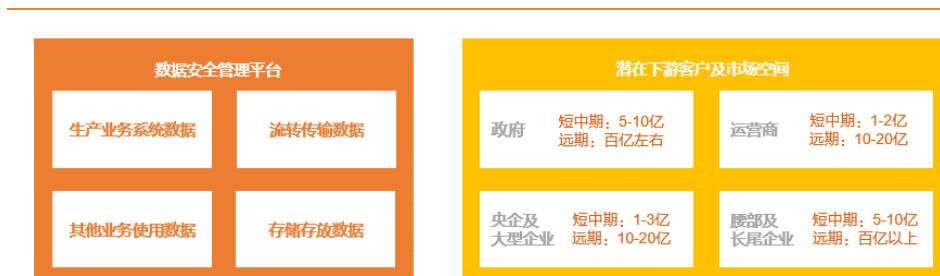 数据安全管理平台
生产业务系统数据
流转传输数据
其他业务使用数据
存储存放数据
潜在下游客户及市场空间
政府
短中期：5-10亿
远期：百亿左右
运营商
短中期：1-2亿
远期：10-20亿
央企及
大型企业
短中期：1-3亿
远期：10-20亿
腰部及
长尾企业
短中期：5-10亿
远期：百亿以上